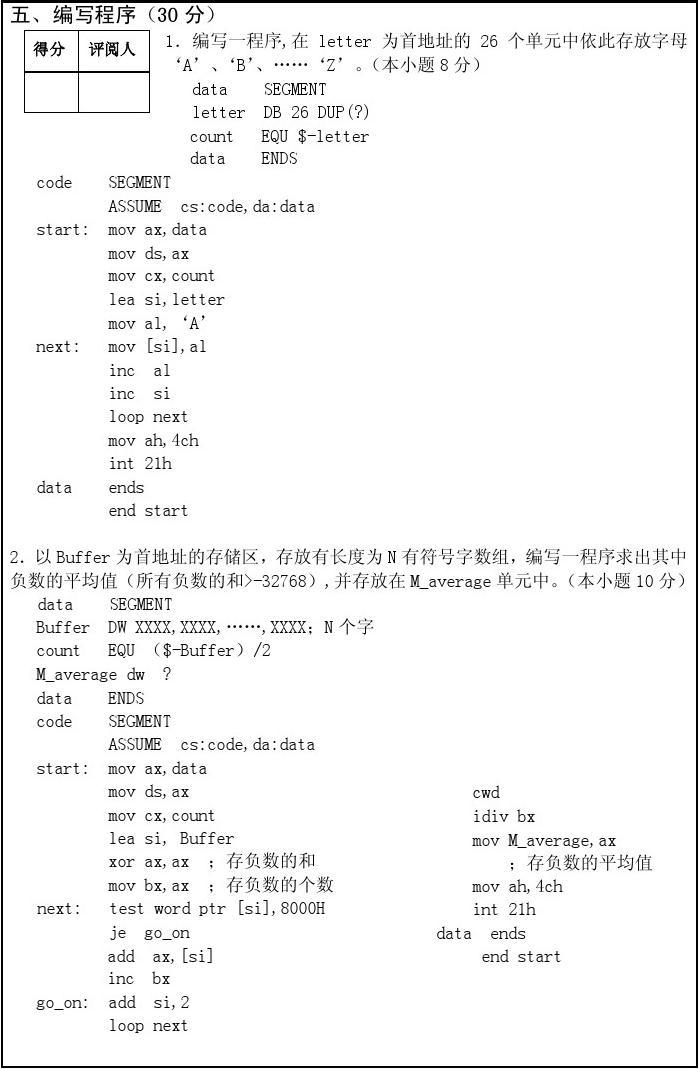 五、编写程序（30 分）
得分 评阅人
1. 编写一程序,在 letter 为首地址的 26 个单元中依此存放字母
‘A’、‘B’、……‘Z’。（本小题 8 分）
data SEGMENT
letter DB 26 DUP(?)
count EQU $-letter
data ENDS
code SEGMENT
ASSUME cs:code,da:data
start: mov ax,data
mov ds,ax
mov cx,count
lea si,letter
mov al, ‘A’
next: mov [si],al
inc al
inc si
loop next
mov ah,4ch
int 21h
data ends
end start
2. 以 Buffer 为首地址的存储区，存放有长度为 N 有符号字数组，编写一程序求出其中
负数的平均值（所有负数的和>-32768）,并存放在 M_average 单元中。（本小题 10 分）
data SEGMENT
Buffer DW XXXX,XXXX,……,XXXX；N 个字
count EQU （$-Buffer）/2
M_average dw ?
data ENDS
code SEGMENT
ASSUME cs:code,da:data
start: mov ax,data
mov ds,ax
mov cx,count
lea si, Buffer
xor ax,ax ；存负数的和
mov bx,ax ；存负数的个数
next: test word ptr [si],8000H
je go_on
add ax,[si]
inc bx
go_on: add si,2
loop next
cwd
idiv bx
mov M_average,ax
；存负数的平均值
mov ah,4ch
int 21h
data ends
end start